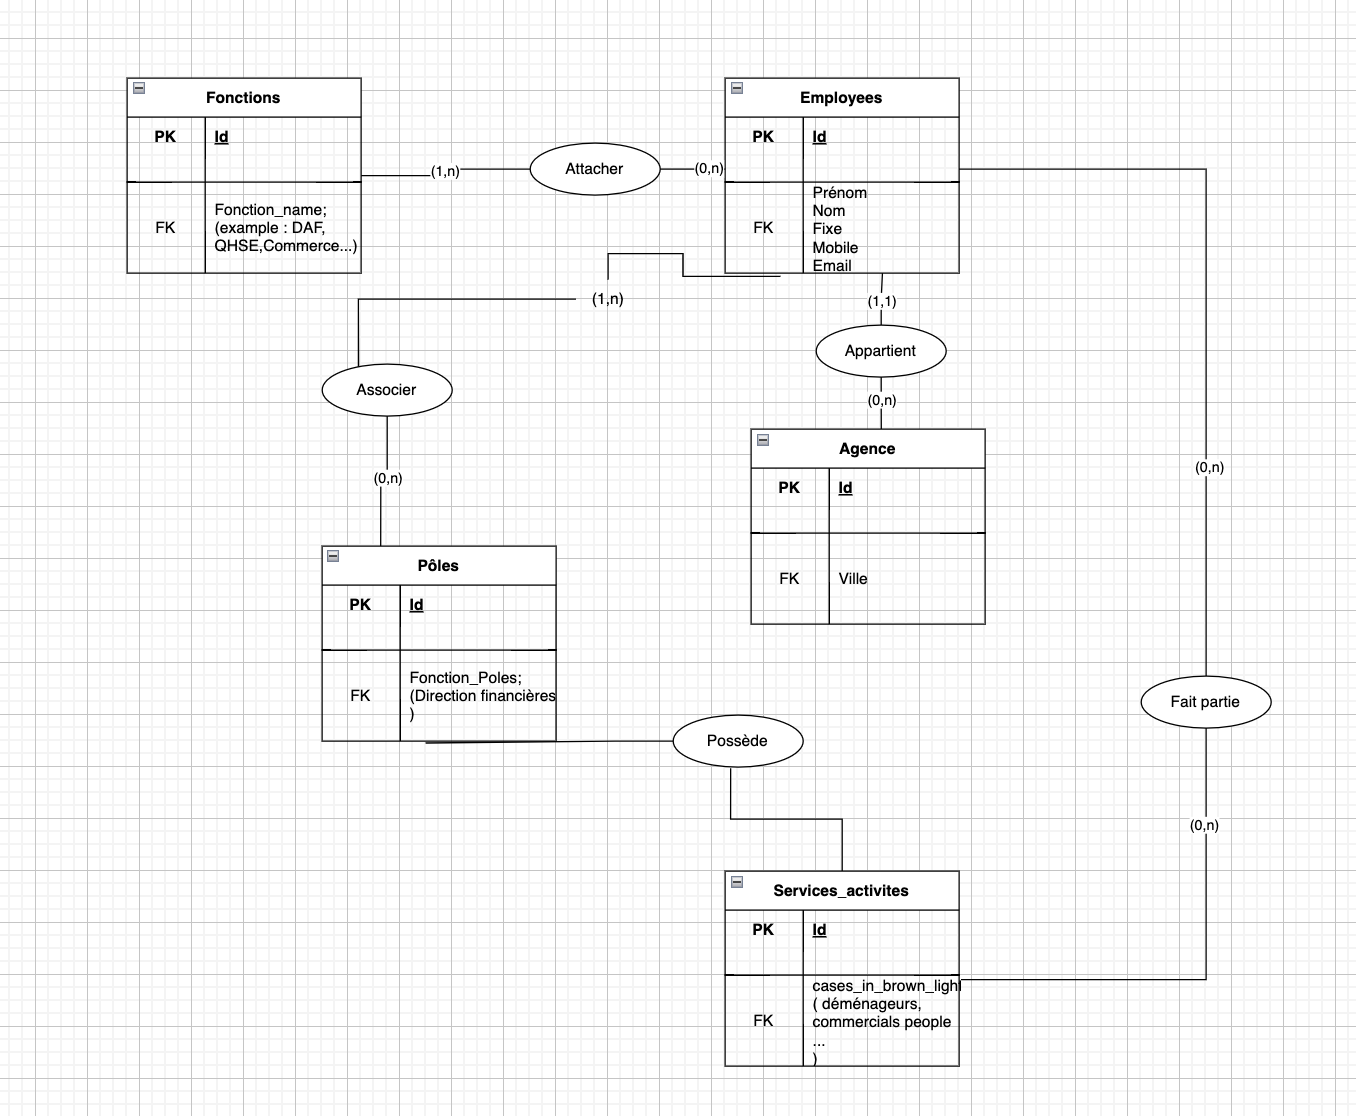 Fonctions
PK
Id
FK
Fonction_name;
(example : DAF,
QHSE,Commerce...)
(1,n)
Attacher
(0,n)
Employees
PK
Id
FK
Prénom
Nom
Fixe
Mobile
Email
(1,n)
(1,1)
Appartient
(0,n)
Associer
(0,n)
Agence
PK
Id
FK
Ville
(0,n)
Pôles
PK
Id
FK
Fonction_Poles;
(Direction financières
)
Possède
Fait partie
(0,n)
Services_activites
PK
Id
FK
cases_in_brown_light
( déménageurs,
commercials people
...
)